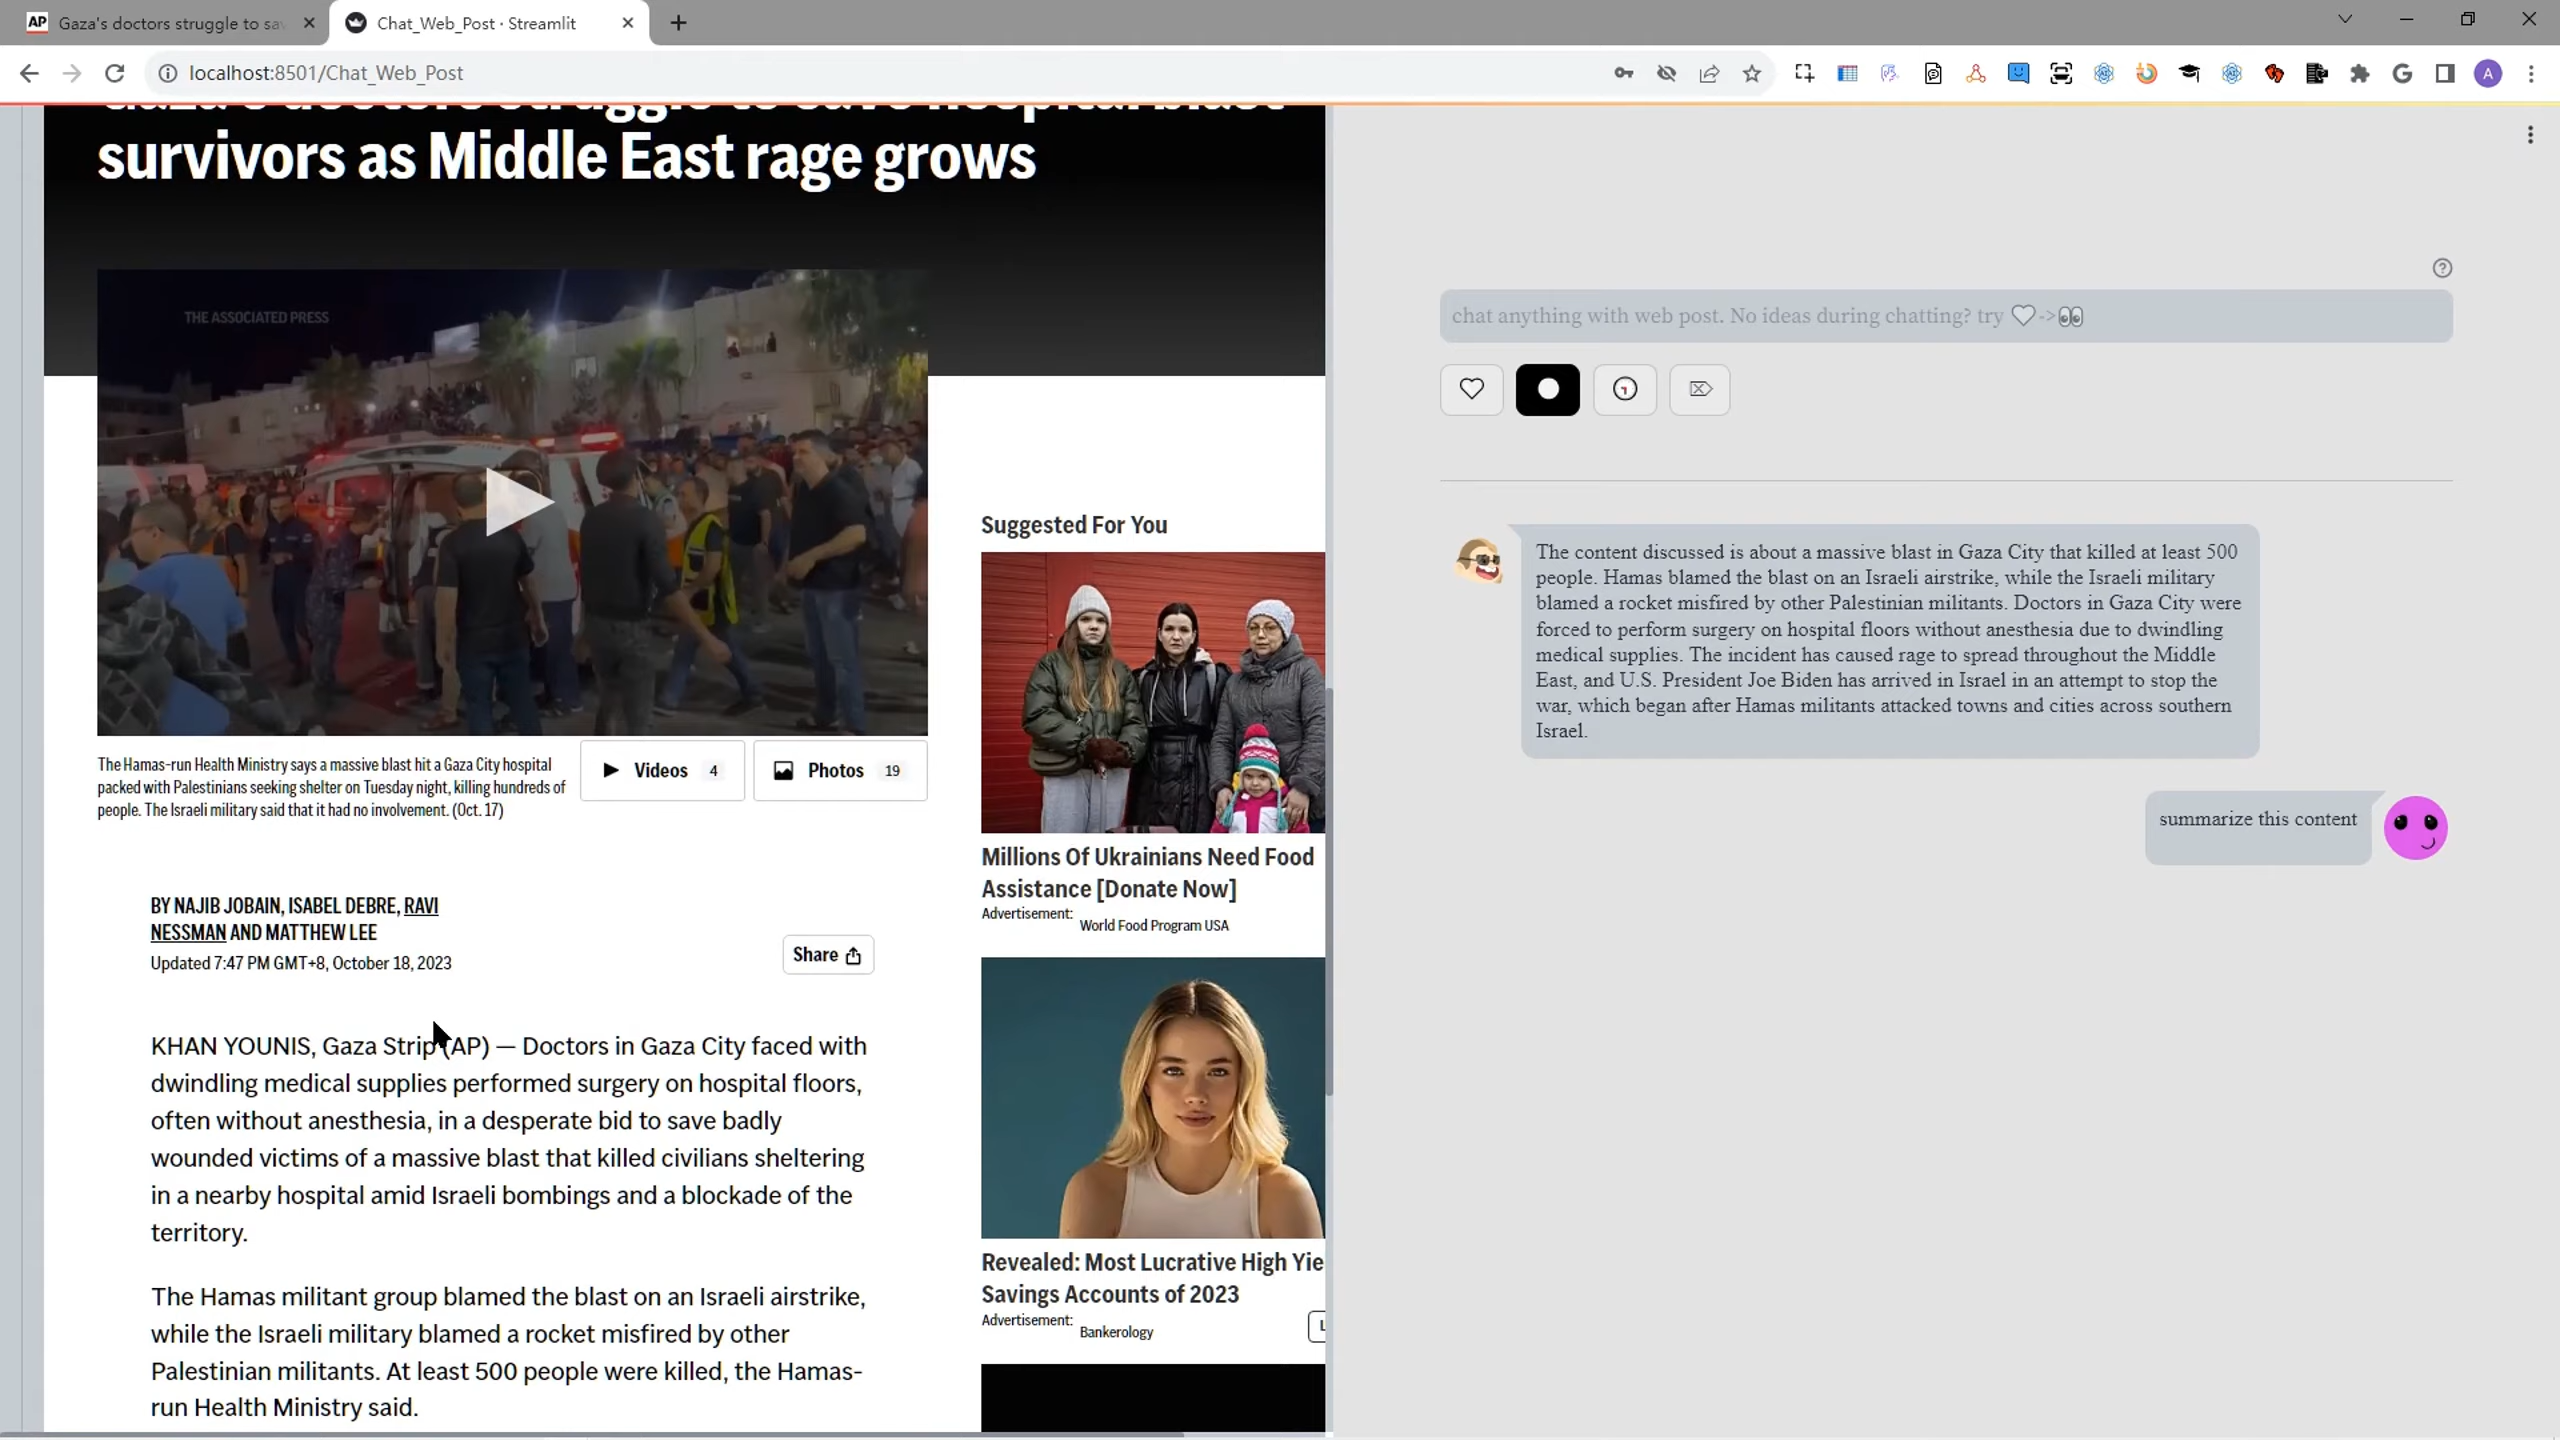 AP Gaza's doctors struggle to sav
Chat_Web_Post · Streamlit
localhost:8501/Chat_Web_Post
A
Gaza's doctors struggle to save hospital blast
survivors as Middle East rage grows
THE ASSOCIATED PRESS
The Hamas-run Health Ministry says a massive blast hit a Gaza City hospital
packed with Palestinians seeking shelter on Tuesday night, killing hundreds of
people. The Israeli military said that it had no involvement. (Oct. 17)
Videos 4
Photos 19
BY NAJIB JOBAIN, ISABEL DEBRE, RAVI
NESSMAN AND MATTHEW LEE
Updated 7:47 PM GMT+8, October 18, 2023
Share
KHAN YOUNIS, Gaza Strip (AP) — Doctors in Gaza City faced with
dwindling medical supplies performed surgery on hospital floors,
often without anesthesia, in a desperate bid to save badly
wounded victims of a massive blast that killed civilians sheltering
in a nearby hospital amid Israeli bombings and a blockade of the
territory.
The Hamas militant group blamed the blast on an Israeli airstrike,
while the Israeli military blamed a rocket misfired by other
Palestinian militants. At least 500 people were killed, the Hamas-
run Health Ministry said.
Suggested For You
Millions Of Ukrainians Need Food
Assistance [Donate Now]
Advertisement: World Food Program USA
Revealed: Most Lucrative High Yie
Savings Accounts of 2023
Advertisement: Bankerology
L
chat anything with web post. No ideas during chatting? try ♡->👀
The content discussed is about a massive blast in Gaza City that killed at least 500
people. Hamas blamed the blast on an Israeli airstrike, while the Israeli military
blamed a rocket misfired by other Palestinian militants. Doctors in Gaza City were
forced to perform surgery on hospital floors without anesthesia due to dwindling
medical supplies. The incident has caused rage to spread throughout the Middle
East, and U.S. President Joe Biden has arrived in Israel in an attempt to stop the
war, which began after Hamas militants attacked towns and cities across southern
Israel.
summarize this content